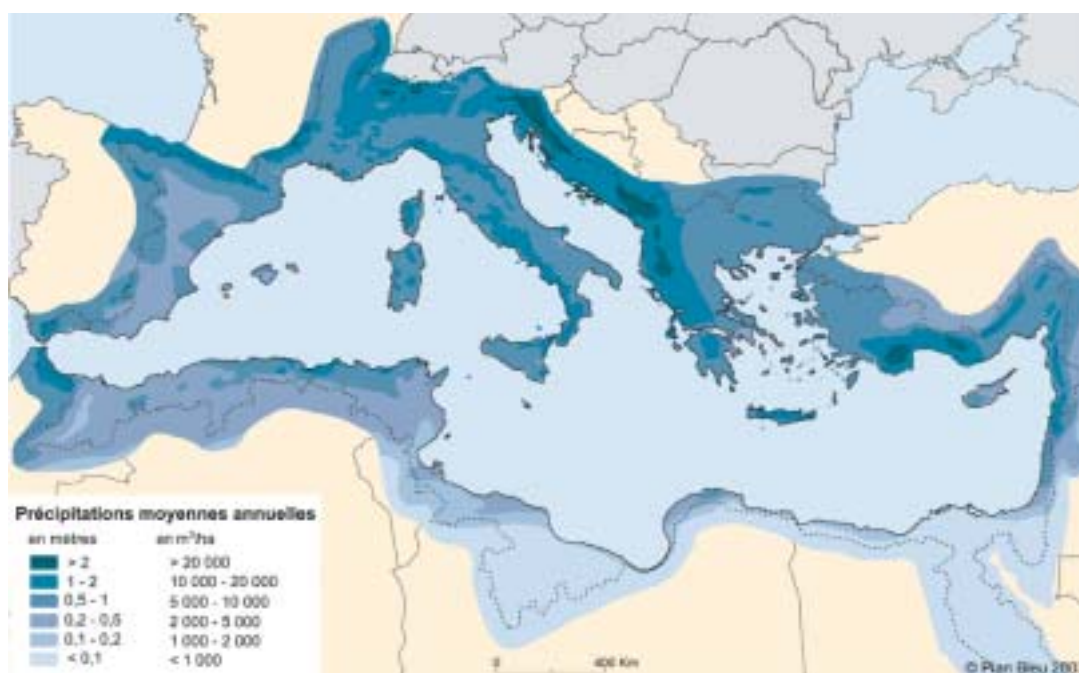 Précipitations moyennes annuelles
en mètres en m³/ha
> 2 > 20 000
1 - 2 10 000 - 20 000
0,5 - 1 5 000 - 10 000
0,2 - 0,5 2 000 - 5 000
0,1 - 0,2 1 000 - 2 000
< 0,1 < 1 000
0 400 Km
© Plan Bleu 200